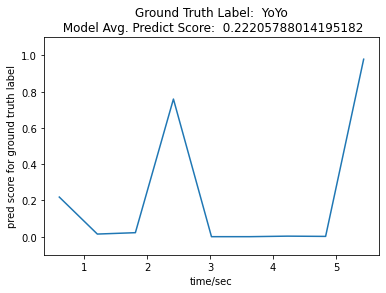 Ground Truth Label:  YoYo
Model Avg. Predict Score:  0.22205788014195182
1.0
0.8
0.6
0.4
0.2
0.0
pred score for ground truth label
1 2 3 4 5
time/sec